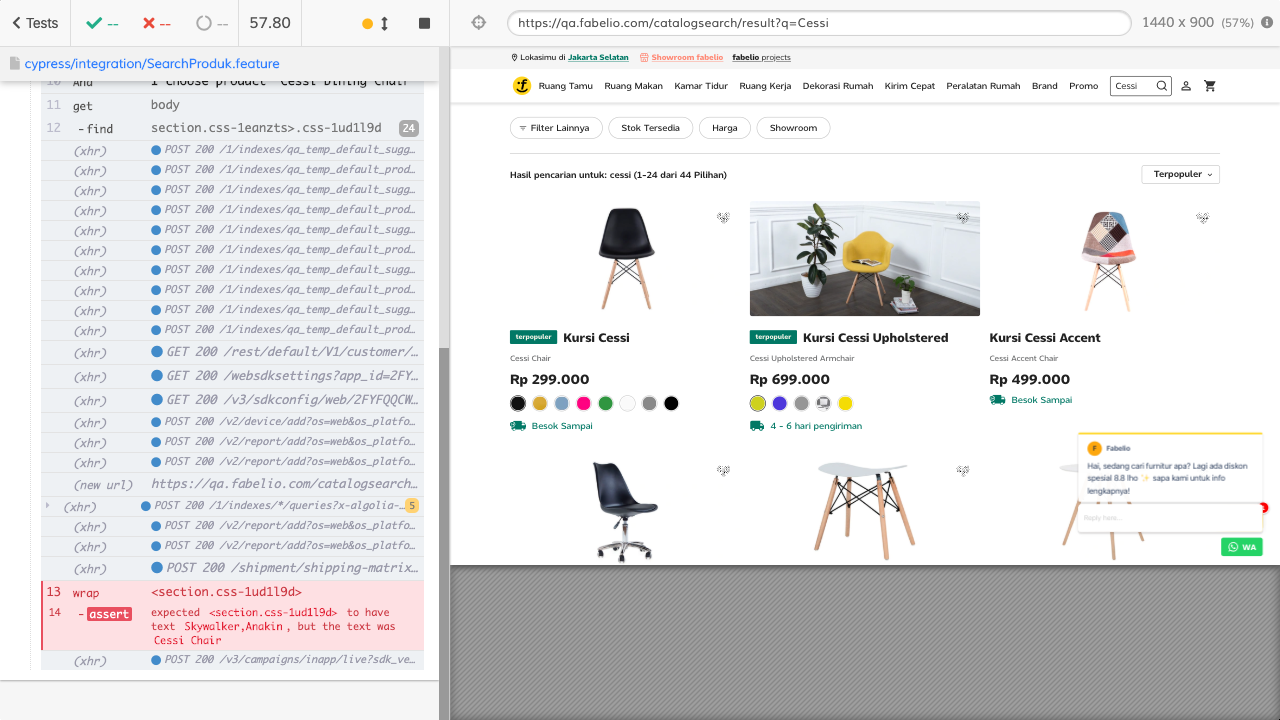 Tests
--
--
--
57.80
cypress/integration/SearchProduk.feature
10 And I choose product "Cessi Dining Chair"
11 get body
12 -find section.css-1eanzts>.css-1ud1l9d 24
(xhr) POST 200 /1/indexes/qa_temp_default_sugg…
(xhr) POST 200 /1/indexes/qa_temp_default_prod…
(xhr) POST 200 /1/indexes/qa_temp_default_sugg…
(xhr) POST 200 /1/indexes/qa_temp_default_prod…
(xhr) POST 200 /1/indexes/qa_temp_default_sugg…
(xhr) POST 200 /1/indexes/qa_temp_default_prod…
(xhr) POST 200 /1/indexes/qa_temp_default_sugg…
(xhr) POST 200 /1/indexes/qa_temp_default_prod…
(xhr) POST 200 /1/indexes/qa_temp_default_sugg…
(xhr) POST 200 /1/indexes/qa_temp_default_prod…
(xhr) GET 200 /rest/default/V1/customer/…
(xhr) GET 200 /websdksettings?app_id=2FY…
(xhr) GET 200 /v3/sdkconfig/web/2FYFQQCW…
(xhr) POST 200 /v2/device/add?os=web&os_platfo…
(xhr) POST 200 /v2/report/add?os=web&os_platfo…
(xhr) POST 200 /v2/report/add?os=web&os_platfo…
(new url) https://qa.fabelio.com/catalogsearch…
(xhr) POST 200 /1/indexes/*/queries?x-algolia-… 5
(xhr) POST 200 /v2/report/add?os=web&os_platfo…
(xhr) POST 200 /v2/report/add?os=web&os_platfo…
(xhr) POST 200 /shipment/shipping-matrix…
13 wrap <section.css-1ud1l9d>
14 -assert expected <section.css-1ud1l9d> to have
text Skywalker,Anakin, but the text was
Cessi Chair
(xhr) POST 200 /v3/campaigns/inapp/live?sdk_ve…
https://qa.fabelio.com/catalogsearch/result?q=Cessi
1440 x 900 (57%)
Lokasimu di Jakarta Selatan Showroom fabelio fabelio projects
Ruang Tamu Ruang Makan Kamar Tidur Ruang Kerja Dekorasi Rumah Kirim Cepat Peralatan Rumah Brand Promo Cessi
Filter Lainnya Stok Tersedia Harga Showroom
Hasil pencarian untuk: cessi (1-24 dari 44 Pilihan) Terpopuler
terpopuler Kursi Cessi
Cessi Chair
Rp 299.000
Besok Sampai
terpopuler Kursi Cessi Upholstered
Cessi Upholstered Armchair
Rp 699.000
4 - 6 hari pengiriman
Kursi Cessi Accent
Cessi Accent Chair
Rp 499.000
Besok Sampai
F Fabelio
Hai, sedang cari furnitur apa? Lagi ada diskon
spesial 8.8 lho ✨ sapa kami untuk info
lengkapnya!
Reply here...
WA